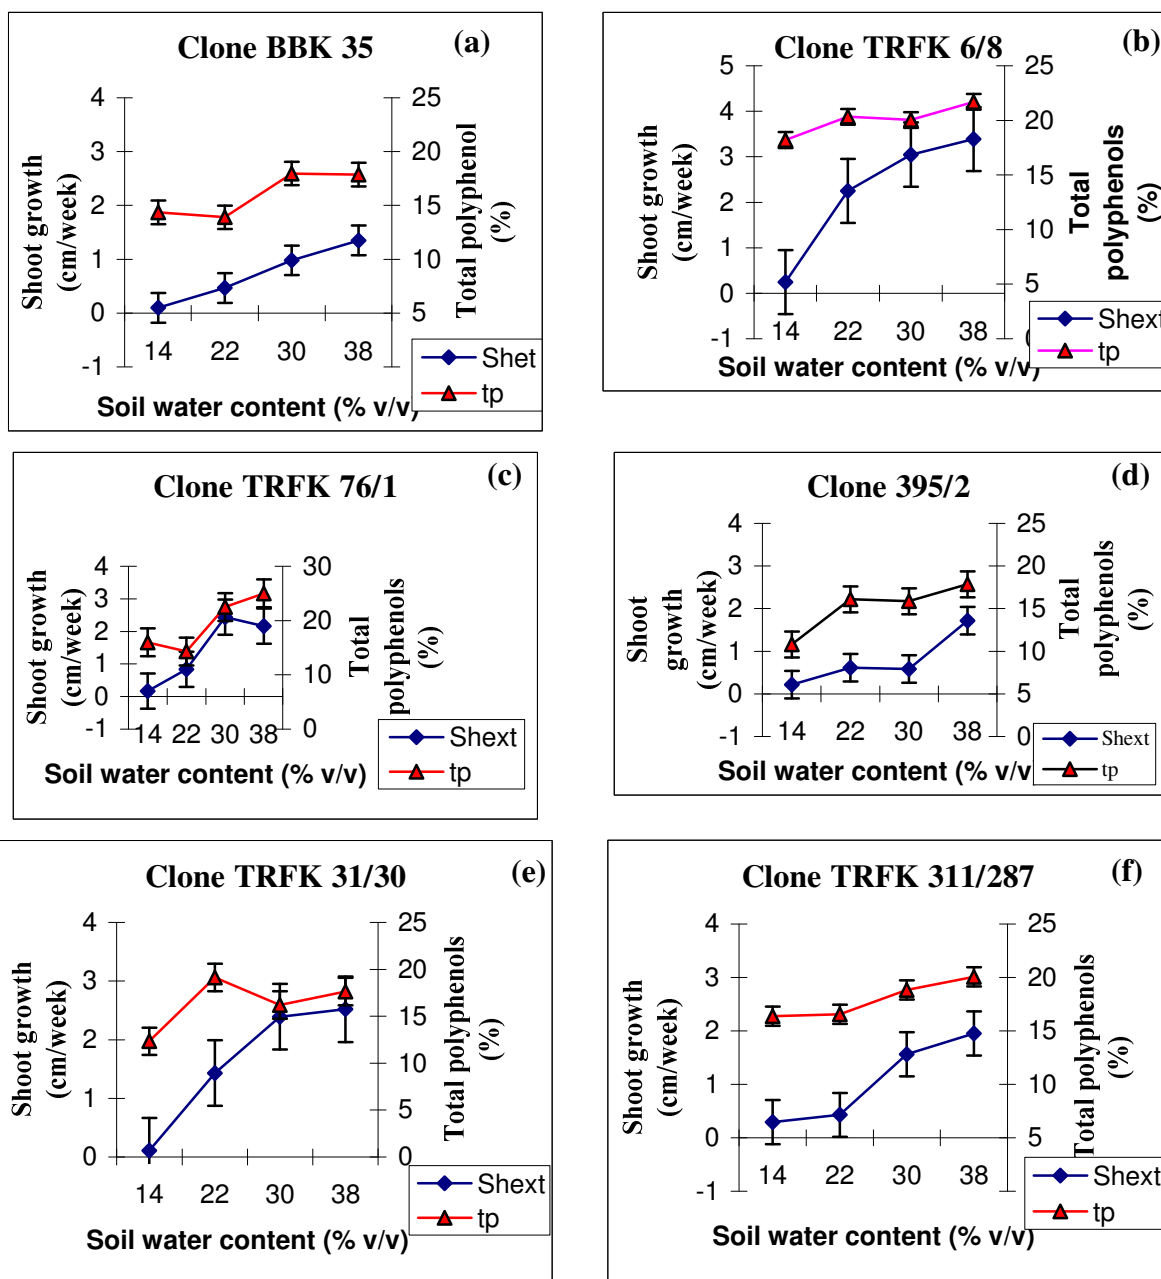 Clone BBK 35
(a)
4
3
2
1
0
-1
25
20
15
10
5
14 22 30 38
Shoot growth
(cm/week)
Total polyphenol
(%)
Soil water content (% v/v)
Shet
tp
Clone TRFK 6/8
(b)
5
4
3
2
1
0
-1
25
20
15
10
5
14 22 30 38
Shoot growth
(cm/week)
Total
polyphenols
(%)
Soil water content (% v/v)
Shext
tp
Clone TRFK 76/1
(c)
4
3
2
1
0
-1
30
20
10
0
14 22 30 38
Shoot growth
(cm/week)
Total
polyphenols
(%)
Soil water content (% v/v)
Shext
tp
Clone 395/2
(d)
4
3
2
1
0
-1
25
20
15
10
5
0
14 22 30 38
Shoot
growth
(cm/week)
Total
polyphenols
(%)
Soil water content (% v/v)
Shext
tp
Clone TRFK 31/30
(e)
4
3
2
1
0
25
20
15
10
5
0
14 22 30 38
Shoot growth
(cm/week)
Total polyphenols
(%)
Soil water content (% v/v)
Shext
tp
Clone TRFK 311/287
(f)
4
3
2
1
0
-1
25
20
15
10
5
14 22 30 38
Shoot growth
(cm/week)
Total polyphenols
(%)
Soil water content (% v/v)
Shext
tp